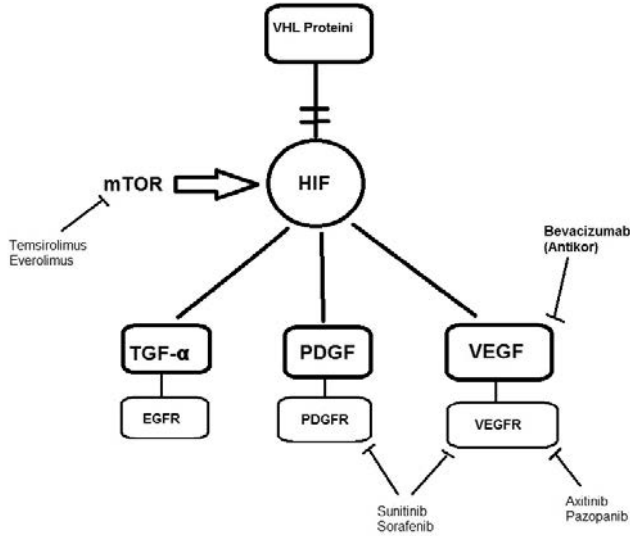 VHL Proteini
HIF
mTOR
Temsirolimus
Everolimus
Bevacizumab
(Antikor)
TGF-α
PDGF
VEGF
EGFR
PDGFR
VEGFR
Sunitinib
Sorafenib
Axitinib
Pazopanib